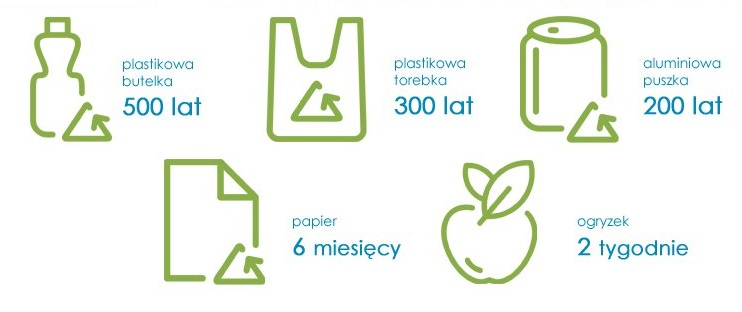 plastikowa
butelka
500 lat
plastikowa
torebka
300 lat
aluminiowa
puszka
200 lat
papier
6 miesięcy
ogryzek
2 tygodnie